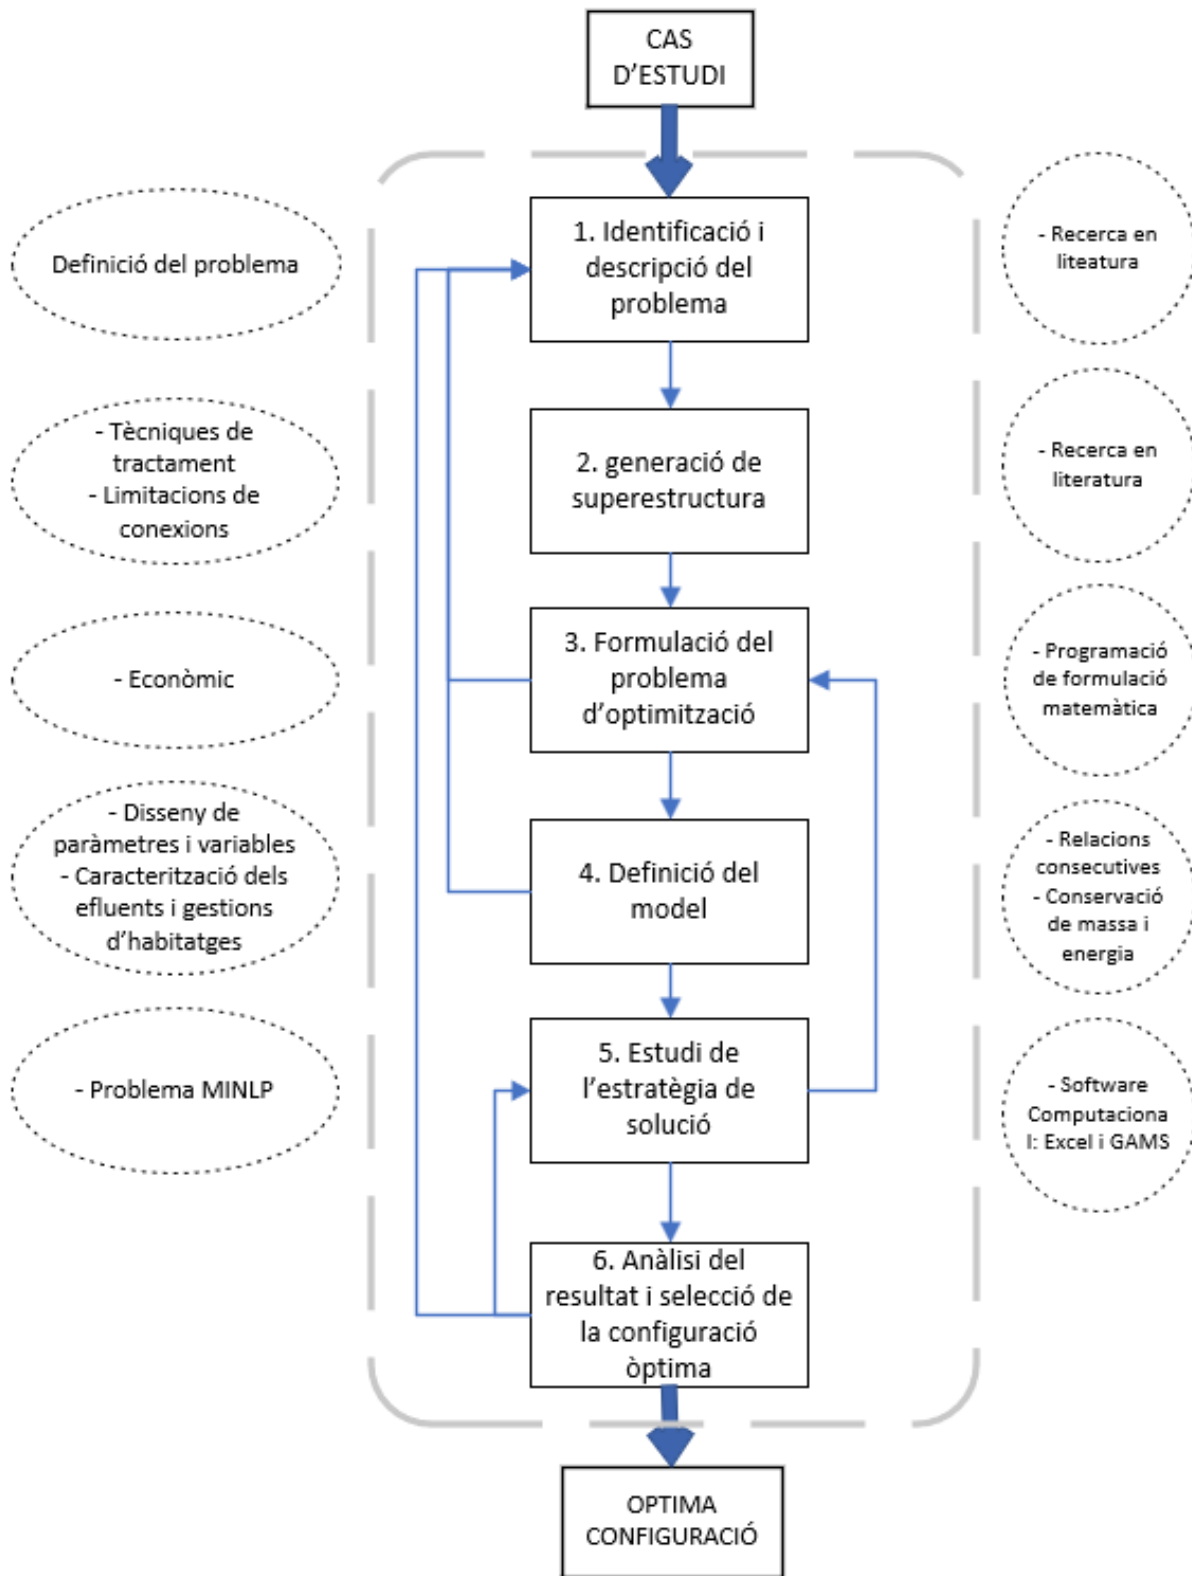 CAS
D'ESTUDI
Definició del problema
1. Identificació i
descripció del
problema
- Recerca en
liteatura
- Tècniques de
tractament
- Limitacions de
conexions
2. generació de
superestructura
- Recerca en
literatura
- Econòmic
3. Formulació del
problema
d'optimització
- Programació
de formulació
matemàtica
- Disseny de
paràmetres i variables
- Caracterització dels
efluents i gestions
d'habitatges
4. Definició del
model
- Relacions
consecutives
- Conservació
de massa i
energia
- Problema MINLP
5. Estudi de
l'estratègia de
solució
- Software
Computaciona
l: Excel i GAMS
6. Anàlisi del
resultat i selecció de
la configuració
òptima
OPTIMA
CONFIGURACIÓ